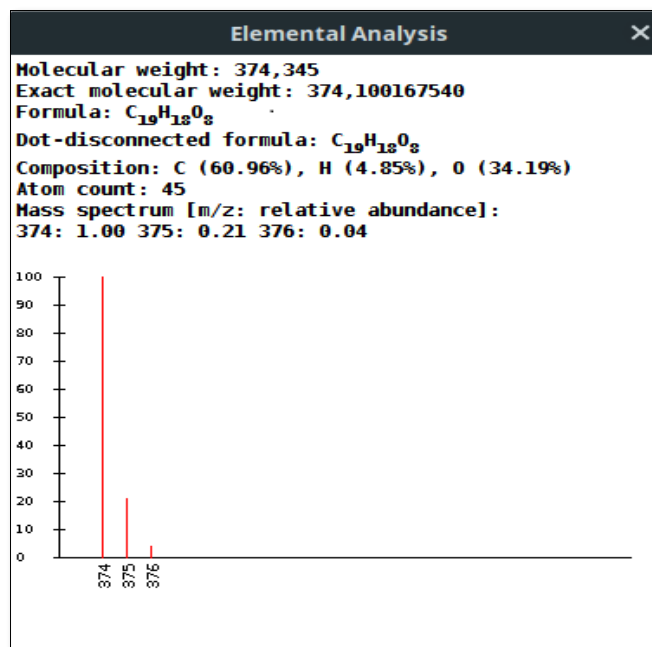 Elemental Analysis ×
Molecular weight: 374,345
Exact molecular weight: 374,100167540
Formula: C₁₉H₁₈O₈
Dot-disconnected formula: C₁₉H₁₈O₈
Composition: C (60.96%), H (4.85%), O (34.19%)
Atom count: 45
Mass spectrum [m/z: relative abundance]:
374: 1.00 375: 0.21 376: 0.04
100
90
80
70
60
50
40
30
20
10
0
374 375 376